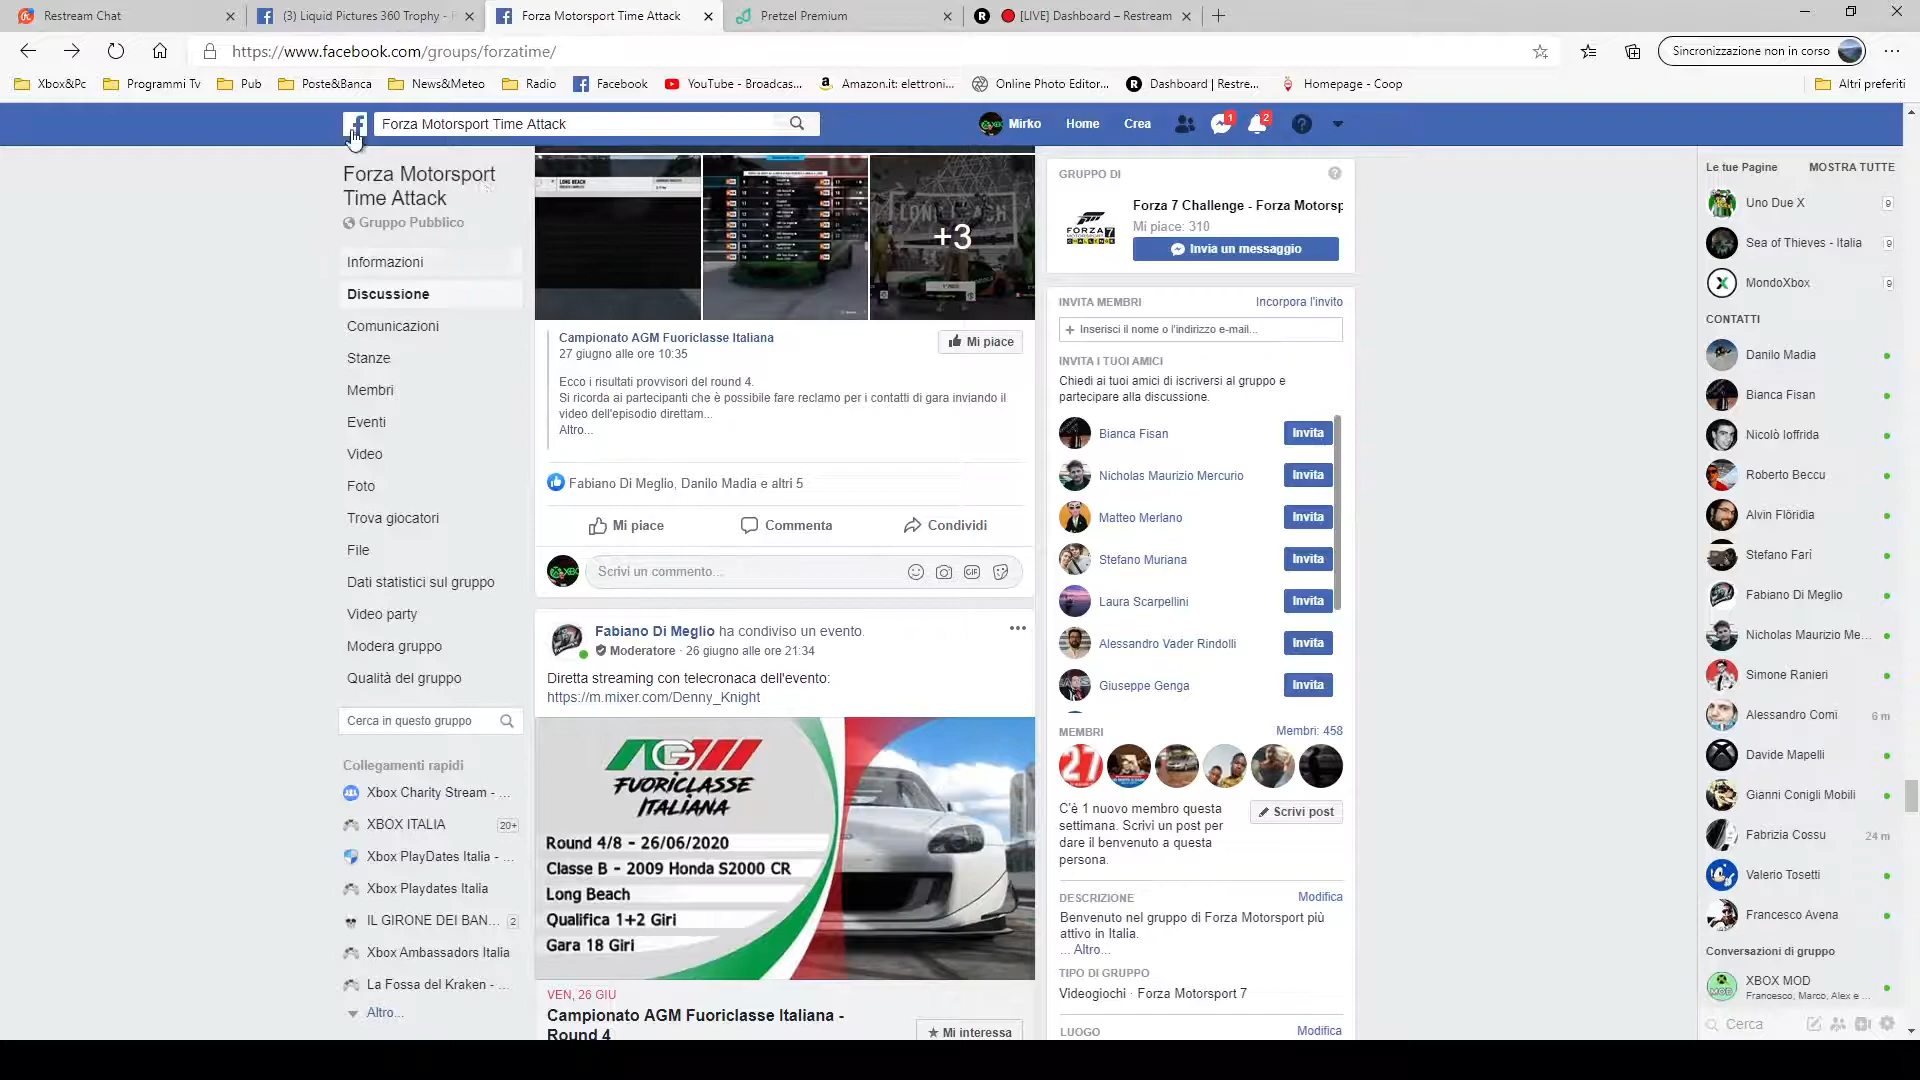 Restream Chat
(3) Liquid Pictures 360 Trophy - F
Forza Motorsport Time Attack
Pretzel Premium
[LIVE] Dashboard – Restream
https://www.facebook.com/groups/forzatime/
Sincronizzazione non in corso
Xbox&Pc
Programmi Tv
Pub
Poste&Banca
News&Meteo
Radio
Facebook
YouTube - Broadcas...
Amazon.it: elettroni...
Online Photo Editor...
Dashboard | Restre...
Homepage - Coop
Altri preferiti
Forza Motorsport Time Attack
Mirko
Home
Crea
1
2
Forza Motorsport
Time Attack
Gruppo Pubblico
Informazioni
Discussione
Comunicazioni
Stanze
Membri
Eventi
Video
Foto
Trova giocatori
File
Dati statistici sul gruppo
Video party
Modera gruppo
Qualità del gruppo
Cerca in questo gruppo
Collegamenti rapidi
Xbox Charity Stream - ...
XBOX ITALIA
20+
Xbox PlayDates Italia - ...
Xbox Playdates Italia
IL GIRONE DEI BAN...
2
Xbox Ambassadors Italia
La Fossa del Kraken - ...
Altro...
LONG BEACH
+3
Campionato AGM Fuoriclasse Italiana
27 giugno alle ore 10:35
Mi piace
Ecco i risultati provvisori del round 4.
Si ricorda ai partecipanti che è possibile fare reclamo per i contatti di gara inviando il
video dell'episodio direttam...
Altro...
Fabiano Di Meglio, Danilo Madia e altri 5
Mi piace
Commenta
Condividi
Scrivi un commento...
GIF
Fabiano Di Meglio ha condiviso un evento.
Moderatore · 26 giugno alle ore 21:34
Diretta streaming con telecronaca dell'evento:
https://m.mixer.com/Denny_Knight
AGM
FUORICLASSE
ITALIANA
Round 4/8 - 26/06/2020
Classe B - 2009 Honda S2000 CR
Long Beach
Qualifica 1+2 Giri
Gara 18 Giri
VEN, 26 GIU
Campionato AGM Fuoriclasse Italiana -
Round 4
Mi interessa
GRUPPO DI
FORZA
MOTORSPORT 7
CHALLENGE
Forza 7 Challenge - Forza Motorsp
Mi piace: 310
Invia un messaggio
INVITA MEMBRI
Incorpora l'invito
Inserisci il nome o l'indirizzo e-mail...
INVITA I TUOI AMICI
Chiedi ai tuoi amici di iscriversi al gruppo e
partecipare alla discussione.
Bianca Fisan
Invita
Nicholas Maurizio Mercurio
Invita
Matteo Merlano
Invita
Stefano Muriana
Invita
Laura Scarpellini
Invita
Alessandro Vader Rindolli
Invita
Giuseppe Genga
Invita
MEMBRI
Membri: 458
27
C'è 1 nuovo membro questa
settimana. Scrivi un post per
dare il benvenuto a questa
persona.
Scrivi post
DESCRIZIONE
Modifica
Benvenuto nel gruppo di Forza Motorsport più
attivo in Italia.
... Altro...
TIPO DI GRUPPO
Videogiochi · Forza Motorsport 7
LUOGO
Modifica
Le tue Pagine
MOSTRA TUTTE
Uno Due X
9
Sea of Thieves - Italia
9
MondoXbox
9
CONTATTI
Danilo Madia
Bianca Fisan
Nicolò Ioffrida
Roberto Beccu
Alvin Flòridia
Stefano Farí
Fabiano Di Meglio
Nicholas Maurizio Me...
Simone Ranieri
Alessandro Comi
6 m
Davide Mapelli
Gianni Conigli Mobili
Fabrizia Cossu
24 m
Valerio Tosetti
Francesco Avena
Conversazioni di gruppo
XBOX MOD
Francesco, Marco, Alex e ...
Cerca